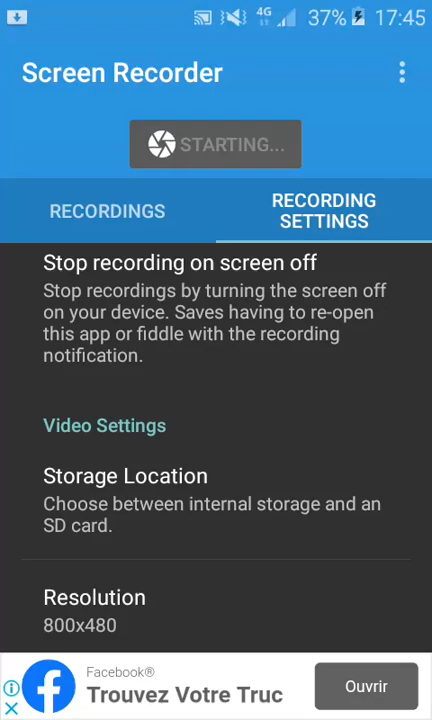 4G 37% 17:45
Screen Recorder
STARTING...
RECORDINGS
RECORDING
SETTINGS
Stop recording on screen off
Stop recordings by turning the screen off
on your device. Saves having to re-open
this app or fiddle with the recording
notification.
Video Settings
Storage Location
Choose between internal storage and an
SD card.
Resolution
800x480
Facebook®
Trouvez Votre Truc
Ouvrir